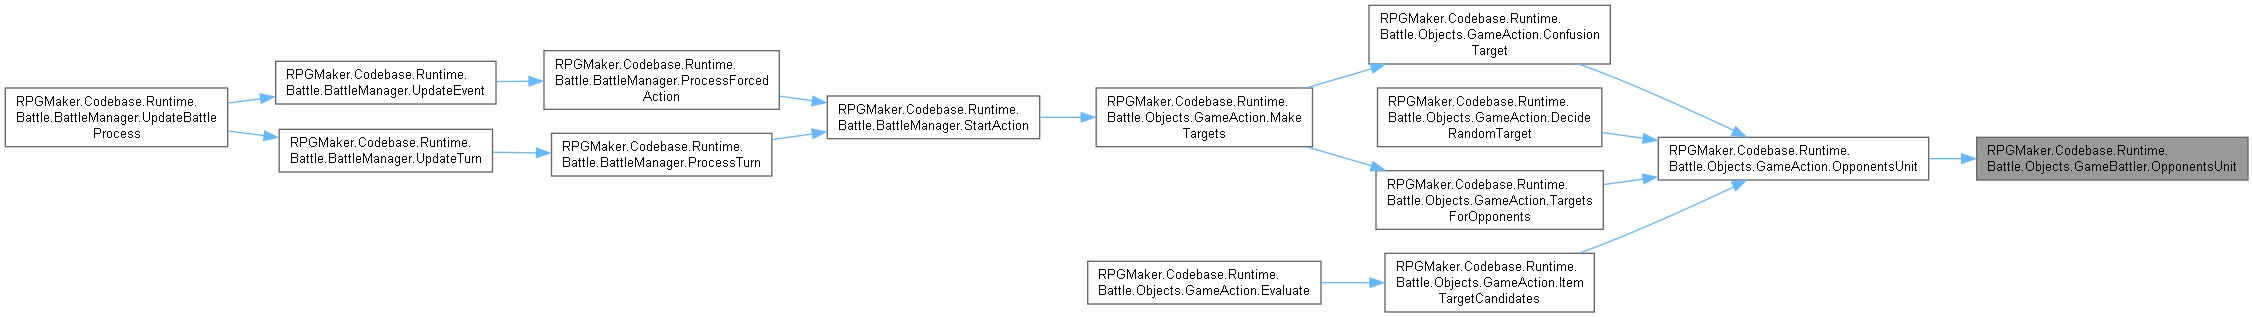 RPGMaker.Codebase.Runtime.
Battle.BattleManager.UpdateBattle
Process
RPGMaker.Codebase.Runtime.
Battle.BattleManager.UpdateEvent
RPGMaker.Codebase.Runtime.
Battle.BattleManager.UpdateTurn
RPGMaker.Codebase.Runtime.
Battle.BattleManager.ProcessForced
Action
RPGMaker.Codebase.Runtime.
Battle.BattleManager.ProcessTurn
RPGMaker.Codebase.Runtime.
Battle.BattleManager.StartAction
RPGMaker.Codebase.Runtime.
Battle.Objects.GameAction.Make
Targets
RPGMaker.Codebase.Runtime.
Battle.Objects.GameAction.Evaluate
RPGMaker.Codebase.Runtime.
Battle.Objects.GameAction.Confusion
Target
RPGMaker.Codebase.Runtime.
Battle.Objects.GameAction.Decide
RandomTarget
RPGMaker.Codebase.Runtime.
Battle.Objects.GameAction.Targets
ForOpponents
RPGMaker.Codebase.Runtime.
Battle.Objects.GameAction.Item
TargetCandidates
RPGMaker.Codebase.Runtime.
Battle.Objects.GameAction.OpponentsUnit
RPGMaker.Codebase.Runtime.
Battle.Objects.GameBattler.OpponentsUnit